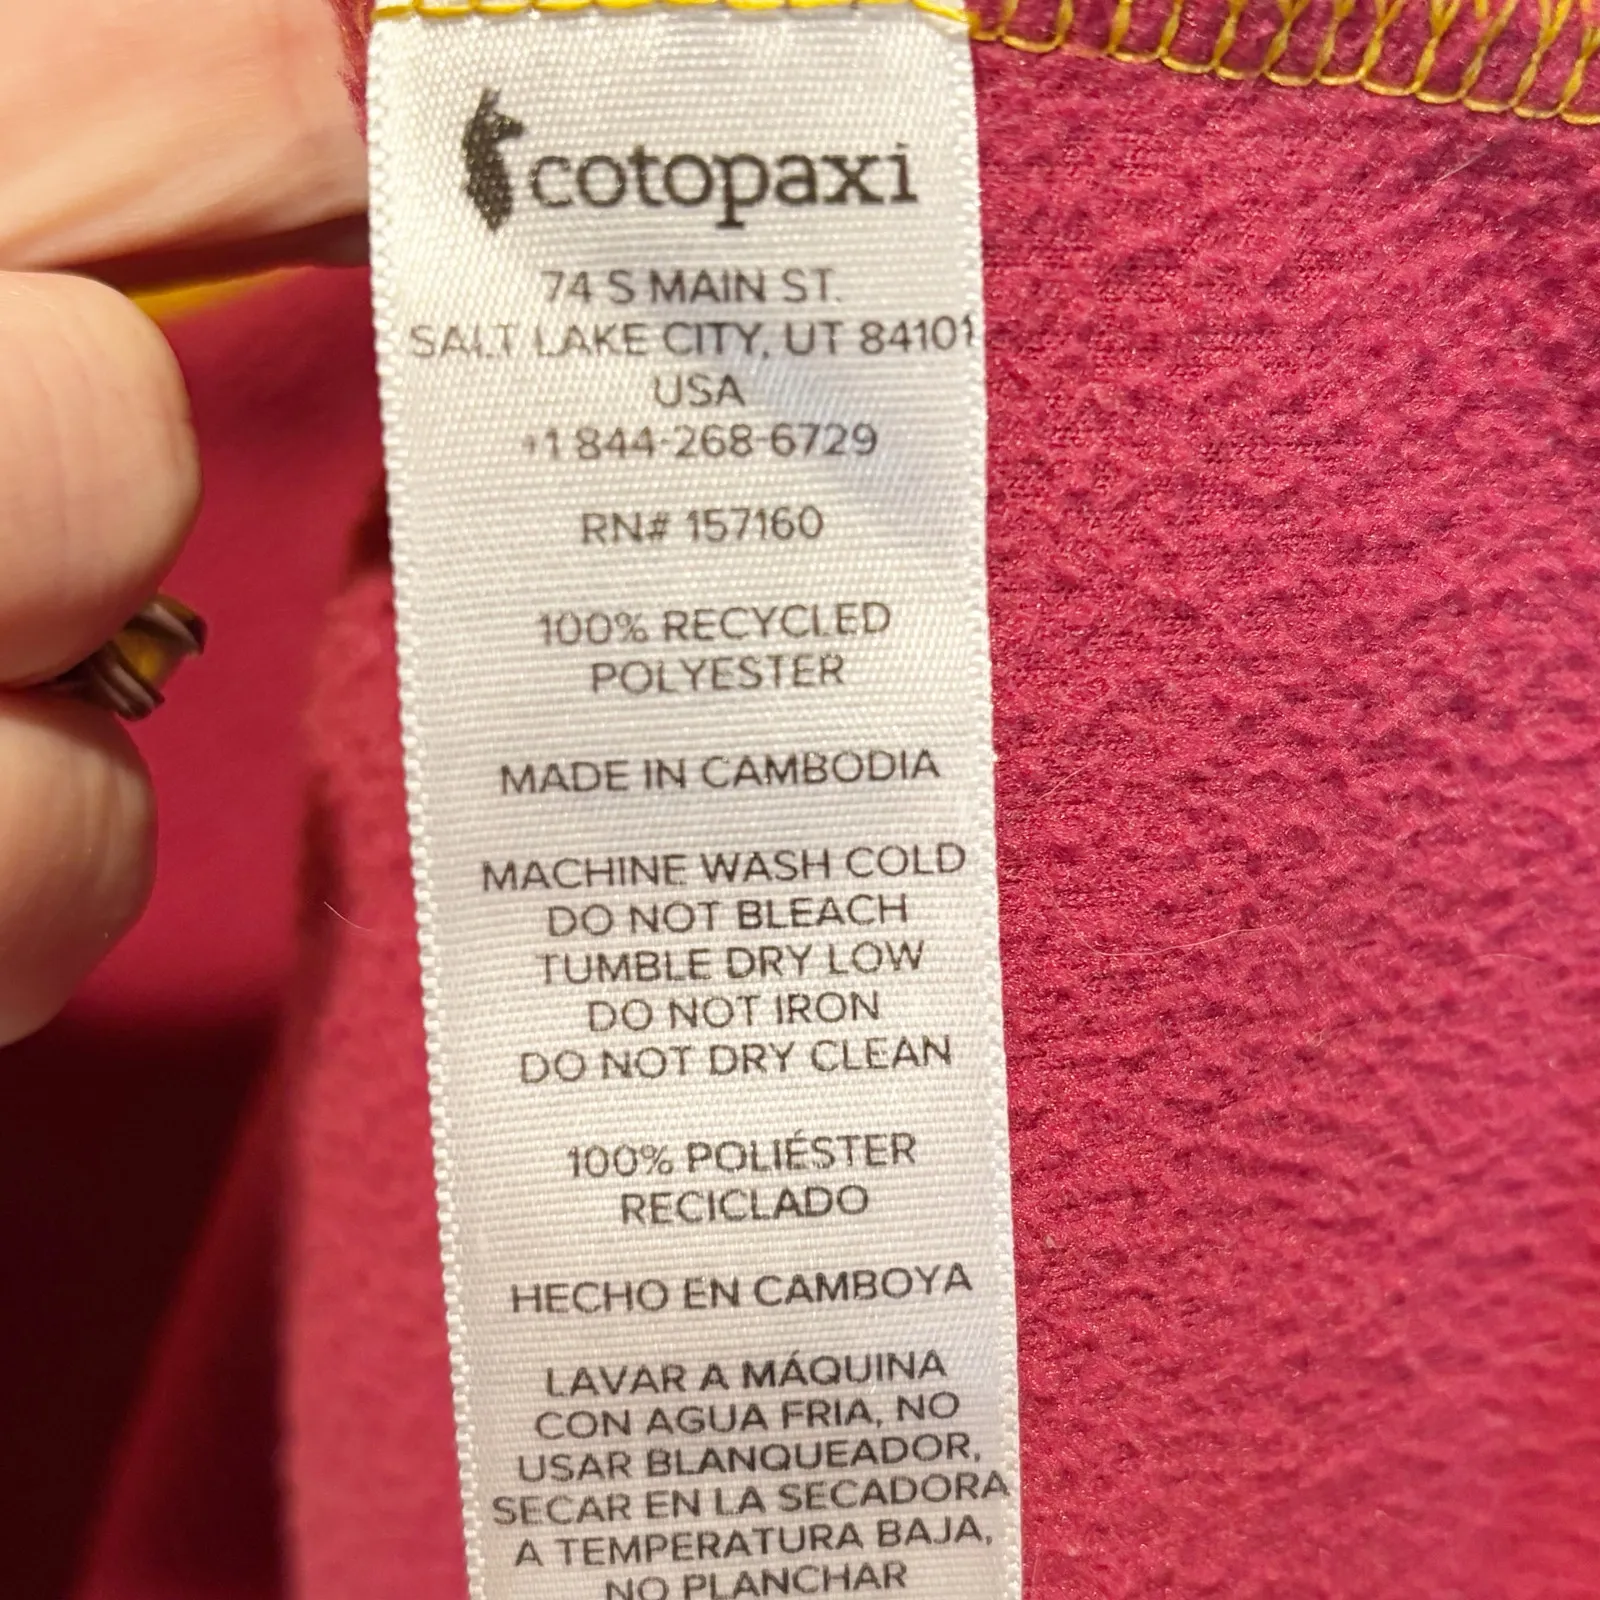 cotopaxi
74 S MAIN ST.
SALT LAKE CITY, UT 84101
USA
+1 844-268-6729
RN# 157160
100% RECYCLED
POLYESTER
MADE IN CAMBODIA
MACHINE WASH COLD
DO NOT BLEACH
TUMBLE DRY LOW
DO NOT IRON
DO NOT DRY CLEAN
100% POLIÉSTER
RECICLADO
HECHO EN CAMBOYA
LAVAR A MÁQUINA
CON AGUA FRIA, NO
USAR BLANQUEADOR,
SECAR EN LA SECADORA
A TEMPERATURA BAJA,
NO PLANCHAR